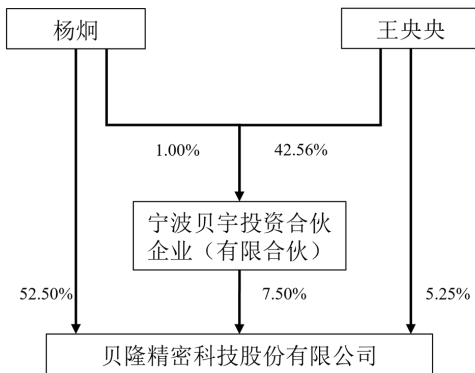 杨炯
王央央
1.00%
42.56%
宁波贝宇投资合伙
企业（有限合伙）
52.50%
7.50%
5.25%
贝隆精密科技股份有限公司